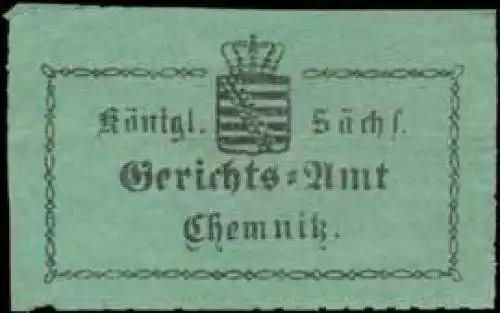 Königl. Sächs.
Gerichts-Amt
Chemnitz.